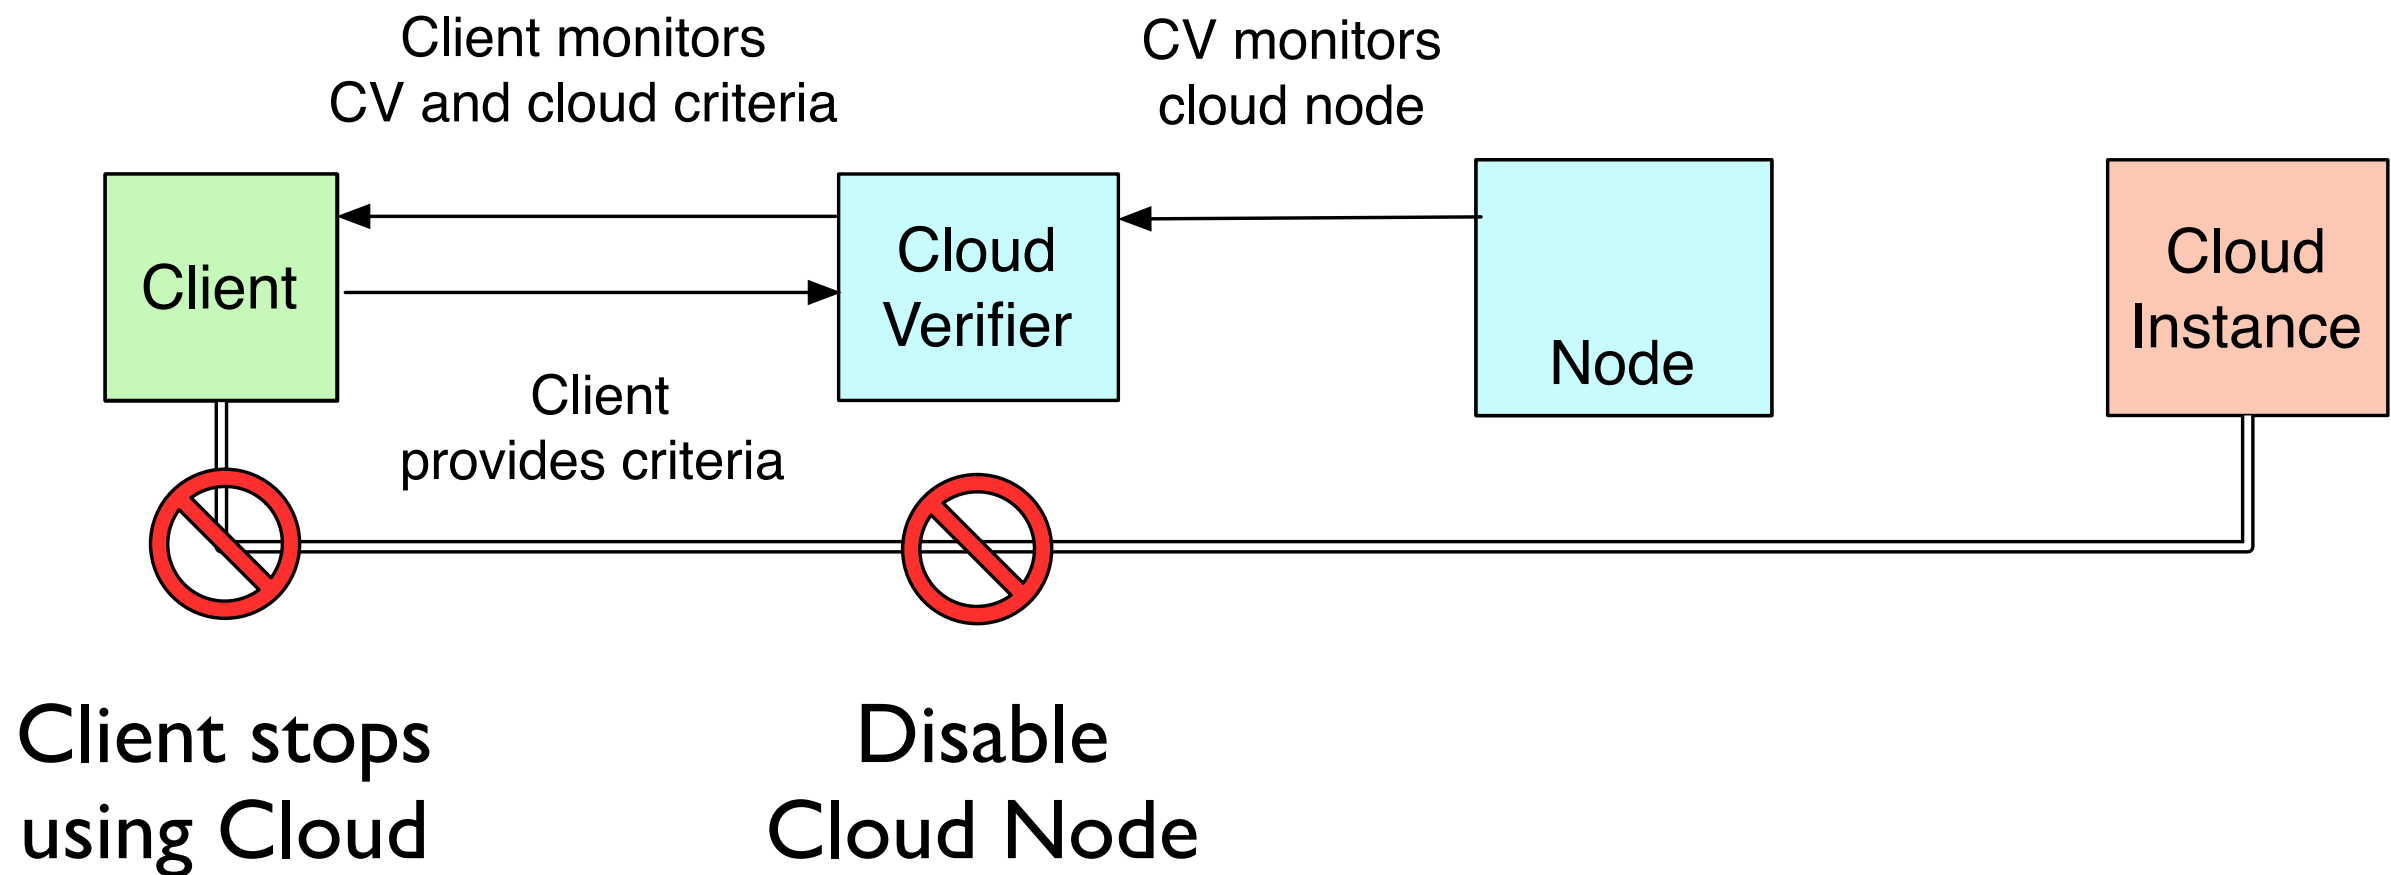 Client monitors
CV and cloud criteria
CV monitors
cloud node
Client
Cloud
Verifier
Node
Cloud
Instance
Client
provides criteria
Client stops
using Cloud
Disable
Cloud Node